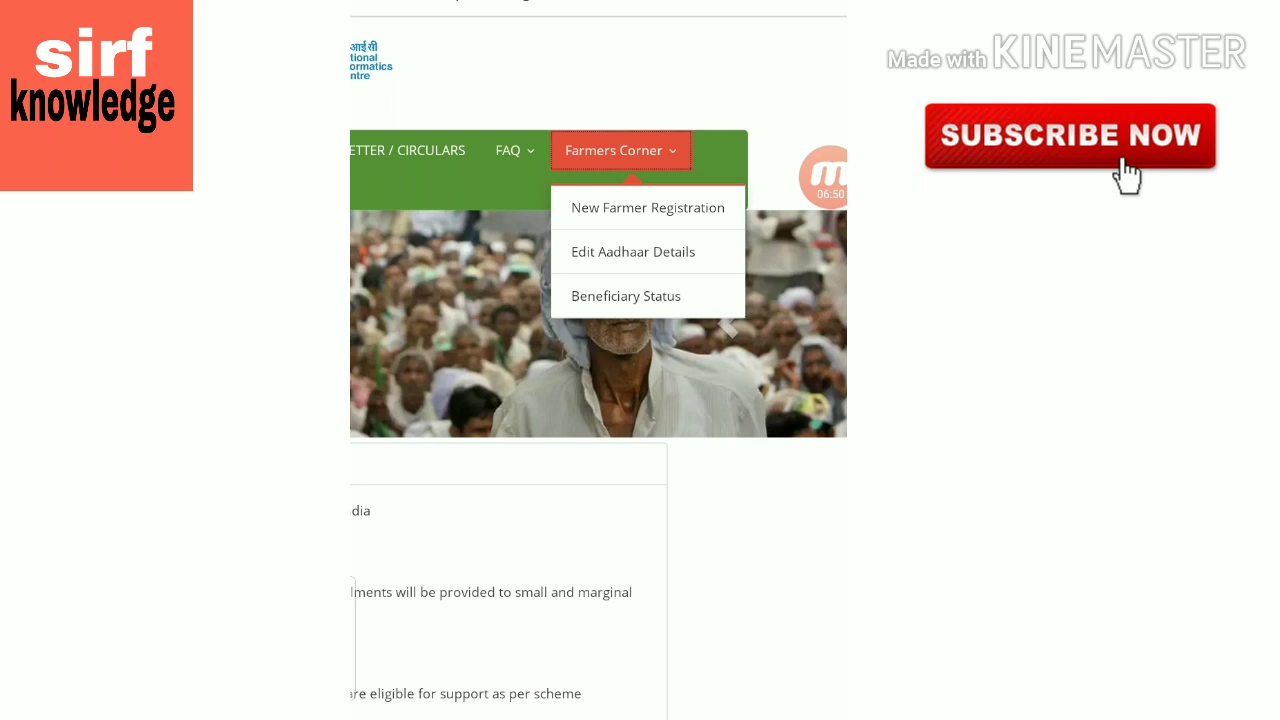 sirf
knowledge
आई सी
tional
ormatics
ntre
Made with KINEMASTER
SUBSCRIBE NOW
ETTER / CIRCULARS FAQ Farmers Corner
06:50
New Farmer Registration
Edit Aadhaar Details
Beneficiary Status
dia
lments will be provided to small and marginal
are eligible for support as per scheme